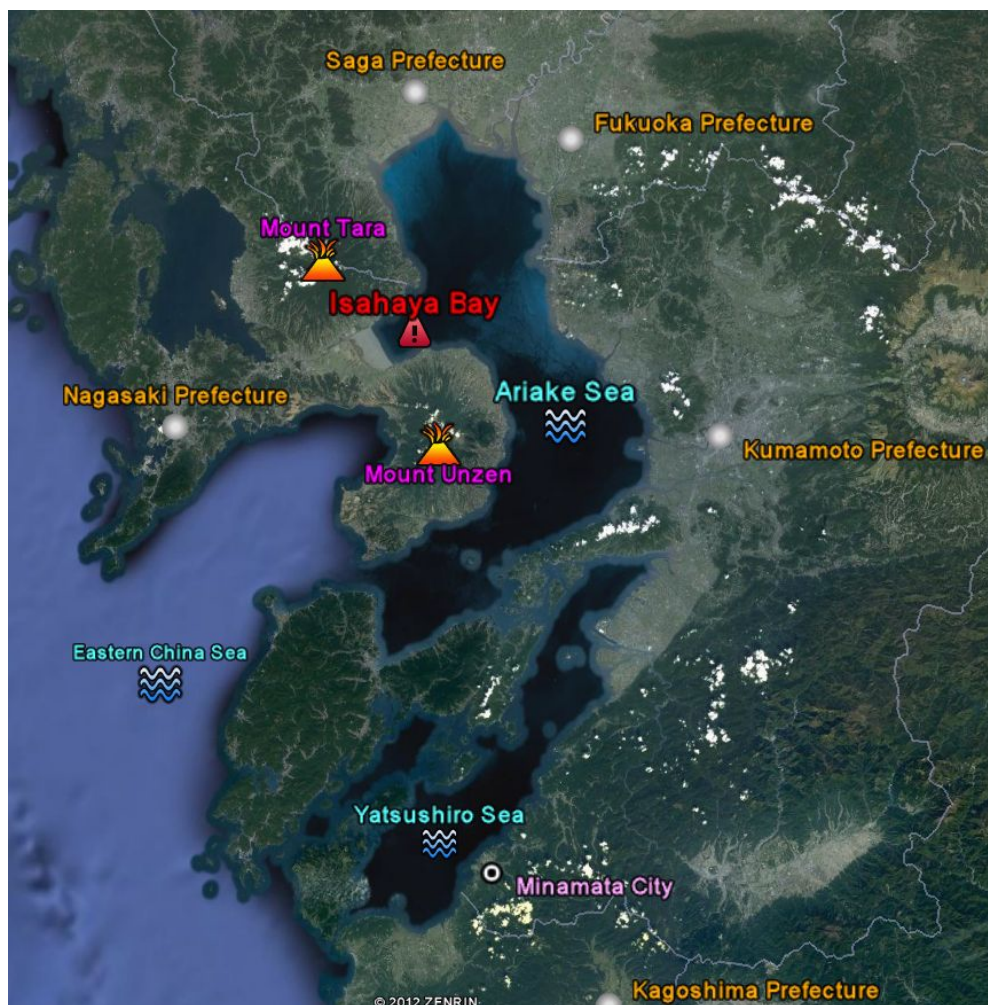 Saga Prefecture
Fukuoka Prefecture
Mount Tara
Isahaya Bay
Nagasaki Prefecture
Ariake Sea
Kumamoto Prefecture
Mount Unzen
Eastern China Sea
Yatsushiro Sea
Minamata City
Kagoshima Prefecture
© 2012 ZENRIN